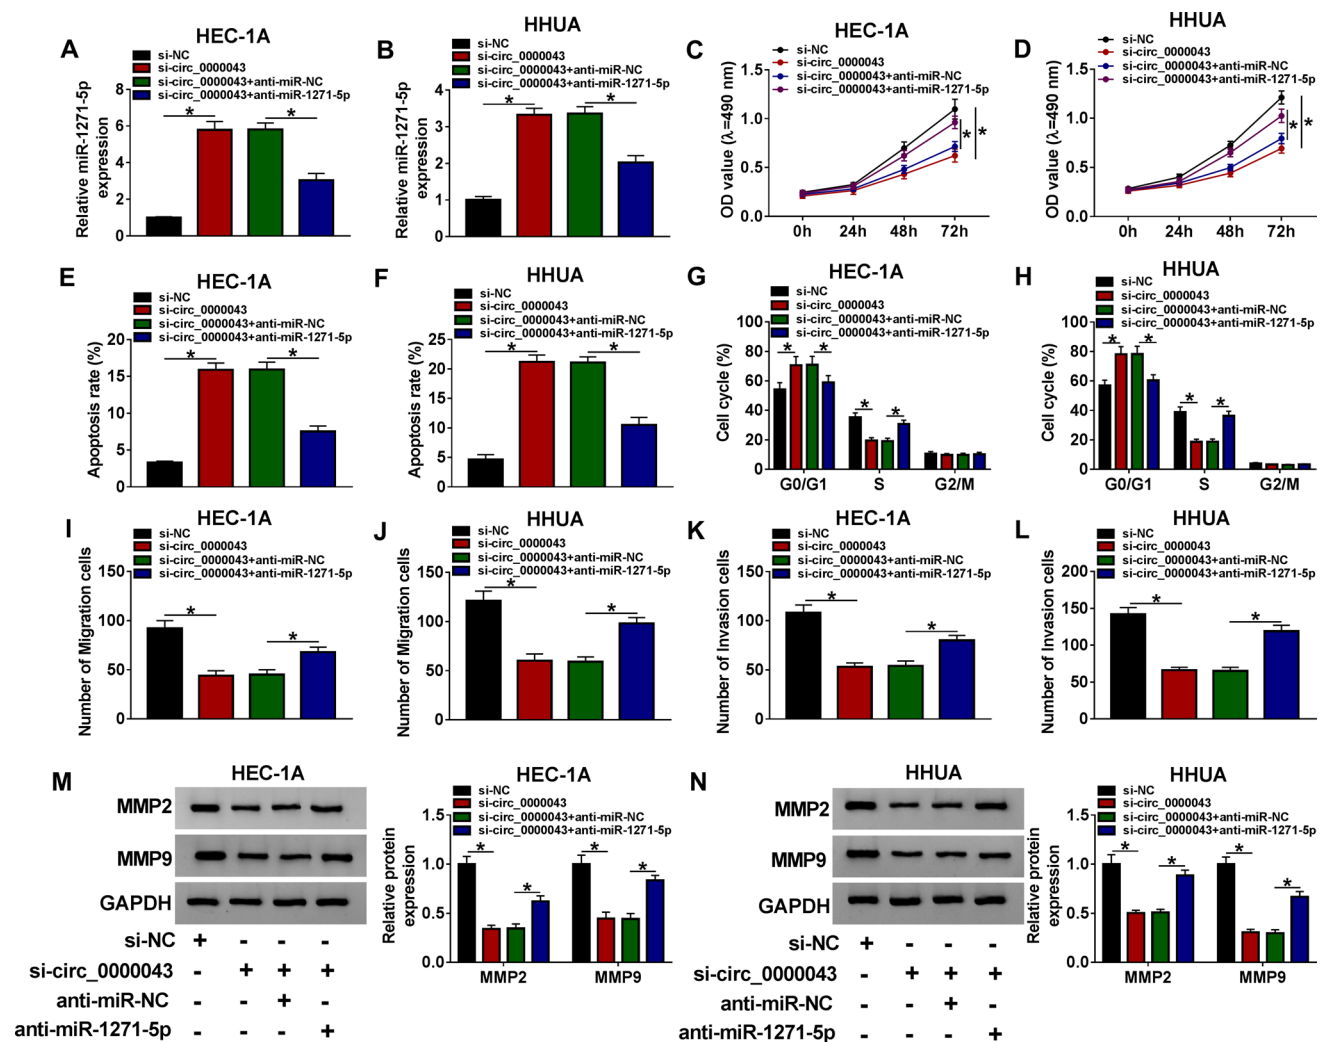 A
HEC-1A
si-NC
si-circ_0000043
si-circ_0000043+anti-miR-NC
si-circ_0000043+anti-miR-1271-5p
Relative miR-1271-5p
expression
8
6
4
2
0
*
*
B
HHUA
si-NC
si-circ_0000043
si-circ_0000043+anti-miR-NC
si-circ_0000043+anti-miR-1271-5p
Relative miR-1271-5p
expression
4
3
2
1
0
*
*
C
HEC-1A
si-NC
si-circ_0000043
si-circ_0000043+anti-miR-NC
si-circ_0000043+anti-miR-1271-5p
OD value (λ=490 nm)
1.5
1.0
0.5
0.0
0h 24h 48h 72h
*
*
D
HHUA
si-NC
si-circ_0000043
si-circ_0000043+anti-miR-NC
si-circ_0000043+anti-miR-1271-5p
OD value (λ=490 nm)
1.5
1.0
0.5
0.0
0h 24h 48h 72h
*
*
E
HEC-1A
si-NC
si-circ_0000043
si-circ_0000043+anti-miR-NC
si-circ_0000043+anti-miR-1271-5p
Apoptosis rate (%)
20
15
10
5
0
*
*
F
HHUA
si-NC
si-circ_0000043
si-circ_0000043+anti-miR-NC
si-circ_0000043+anti-miR-1271-5p
Apoptosis rate (%)
25
20
15
10
5
0
*
*
G
HEC-1A
si-NC
si-circ_0000043
si-circ_0000043+anti-miR-NC
si-circ_0000043+anti-miR-1271-5p
Cell cycle (%)
100
80
60
40
20
0
* *
* *
G0/G1 S G2/M
H
HHUA
si-NC
si-circ_0000043
si-circ_0000043+anti-miR-NC
si-circ_0000043+anti-miR-1271-5p
Cell cycle (%)
100
80
60
40
20
0
* *
* *
G0/G1 S G2/M
I
HEC-1A
si-NC
si-circ_0000043
si-circ_0000043+anti-miR-NC
si-circ_0000043+anti-miR-1271-5p
Number of Migration cells
150
100
50
0
*
*
J
HHUA
si-NC
si-circ_0000043
si-circ_0000043+anti-miR-NC
si-circ_0000043+anti-miR-1271-5p
Number of Migration cells
150
100
50
0
*
*
K
HEC-1A
si-NC
si-circ_0000043
si-circ_0000043+anti-miR-NC
si-circ_0000043+anti-miR-1271-5p
Number of Invasion cells
150
100
50
0
*
*
L
HHUA
si-NC
si-circ_0000043
si-circ_0000043+anti-miR-NC
si-circ_0000043+anti-miR-1271-5p
Number of Invasion cells
200
150
100
50
0
*
*
M
HEC-1A
MMP2
MMP9
GAPDH
si-NC + - - -
si-circ_0000043 - + + +
anti-miR-NC - - + -
anti-miR-1271-5p - - - +
HEC-1A
si-NC
si-circ_0000043
si-circ_0000043+anti-miR-NC
si-circ_0000043+anti-miR-1271-5p
Relative protein
expression
1.5
1.0
0.5
0.0
* *
* *
MMP2 MMP9
N
HHUA
MMP2
MMP9
GAPDH
si-NC + - - -
si-circ_0000043 - + + +
anti-miR-NC - - + -
anti-miR-1271-5p - - - +
HHUA
si-NC
si-circ_0000043
si-circ_0000043+anti-miR-NC
si-circ_0000043+anti-miR-1271-5p
Relative protein
expression
1.5
1.0
0.5
0.0
* *
* *
MMP2 MMP9